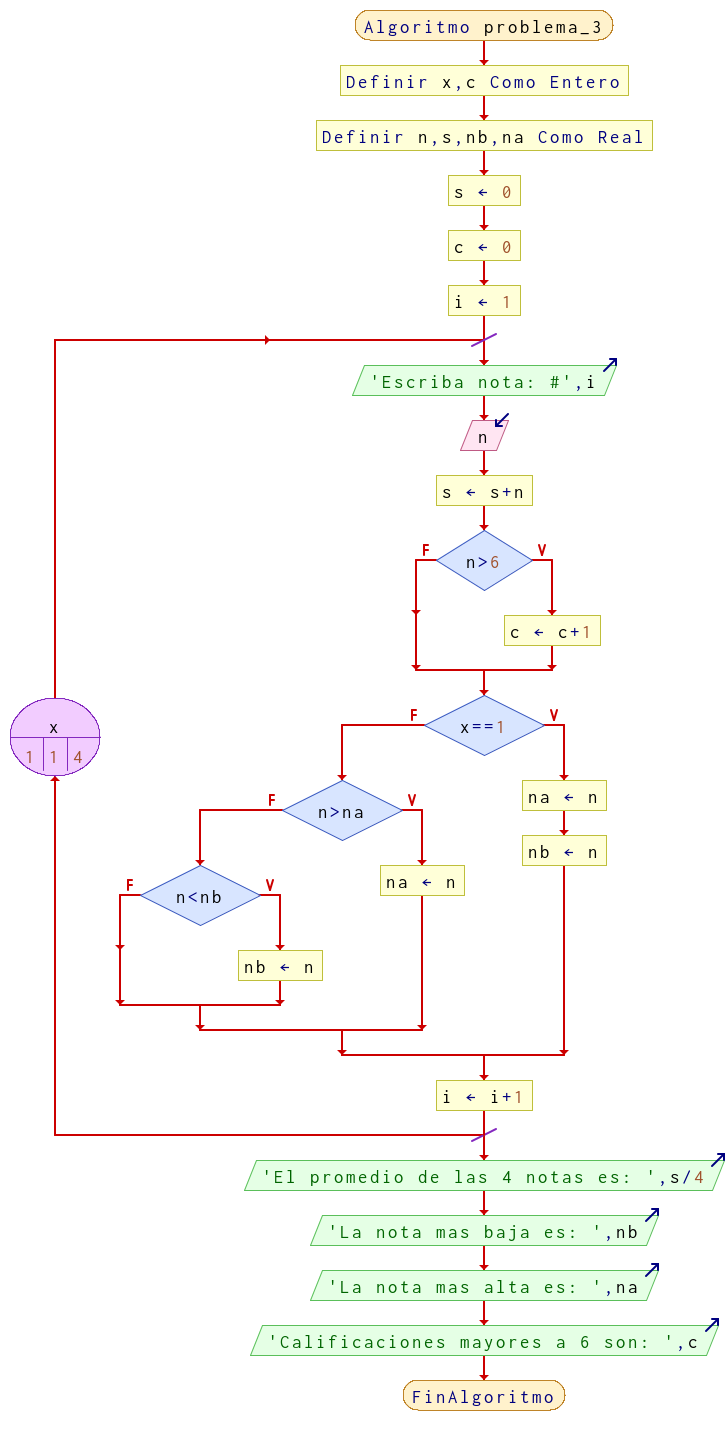 Algoritmo problema_3
Definir x,c Como Entero
Definir n,s,nb,na Como Real
s ← 0
c ← 0
i ← 1
'Escriba nota: #',i
n
s ← s+n
F
V
n>6
c ← c+1
F
V
x==1
x
1 1 4
na ← n
F
V
n>na
nb ← n
na ← n
F
V
n<nb
nb ← n
i ← i+1
'El promedio de las 4 notas es: ',s/4
'La nota mas baja es: ',nb
'La nota mas alta es: ',na
'Calificaciones mayores a 6 son: ',c
FinAlgoritmo